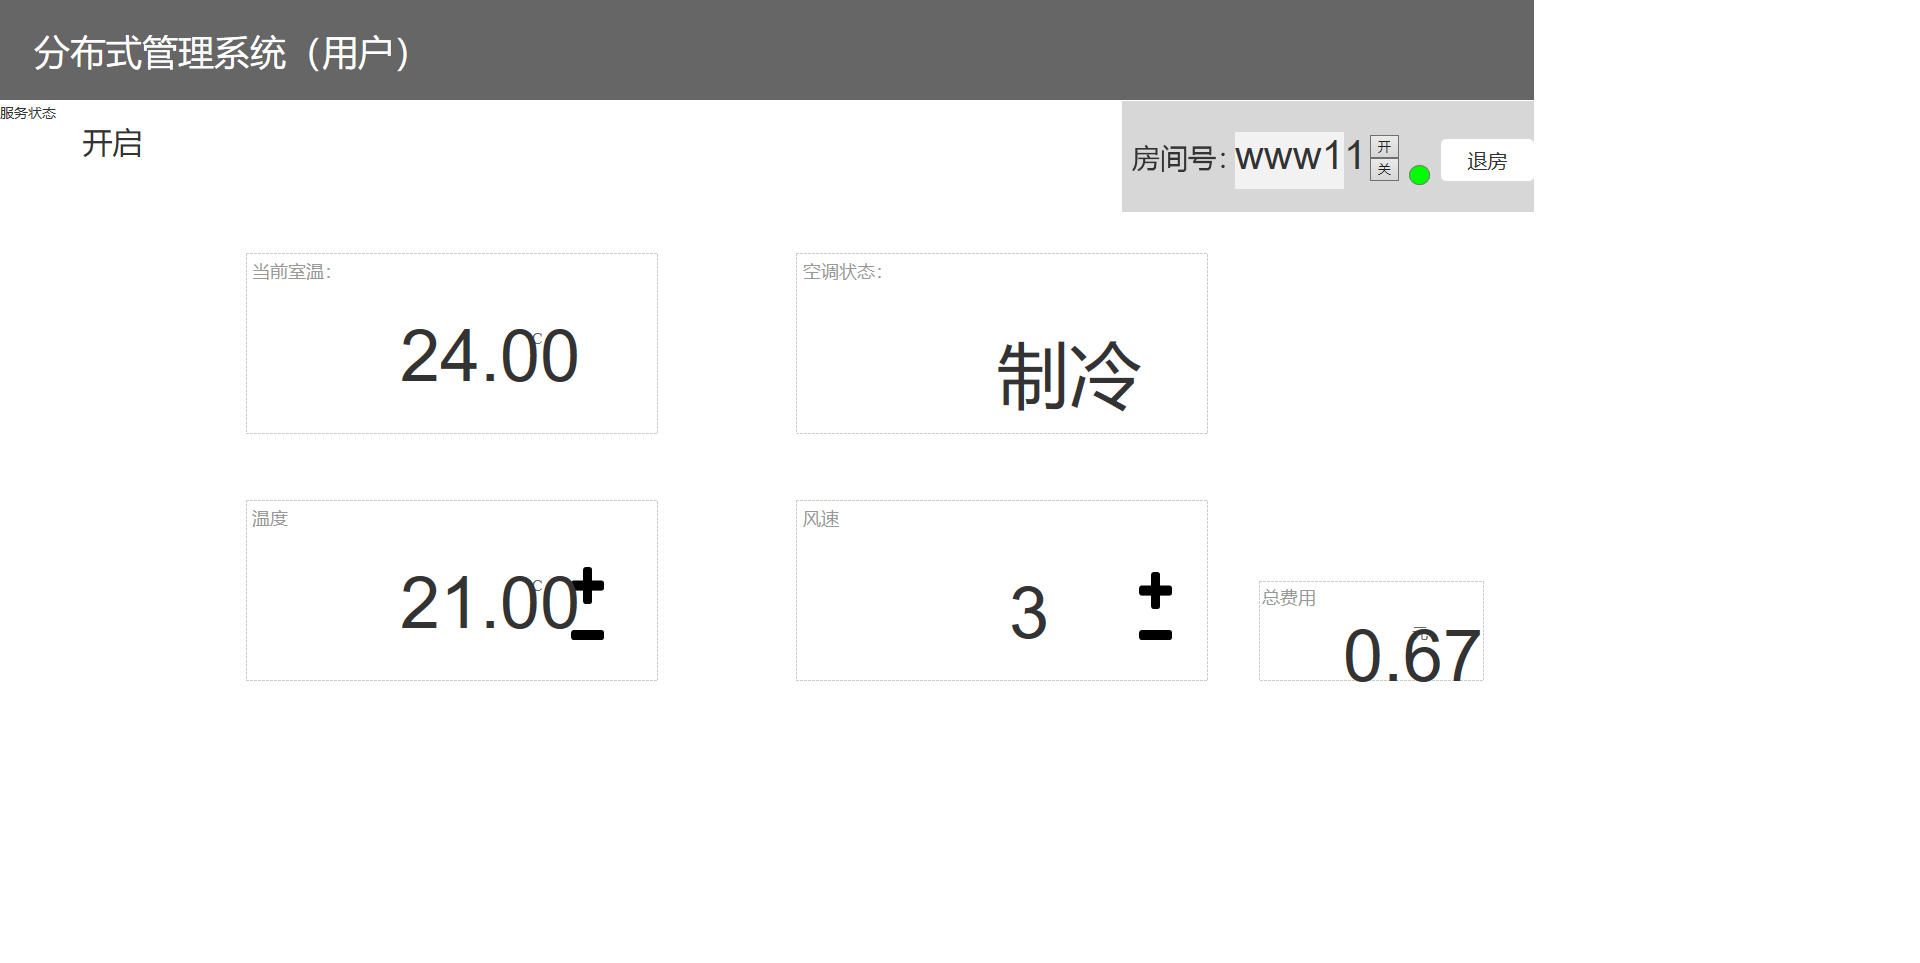 分布式管理系统（用户）
服务状态
开启
房间号：
www11
开
关
退房
当前室温：
24.00
C
空调状态：
制冷
温度
21.00
C
风速
3
总费用
0.67
元